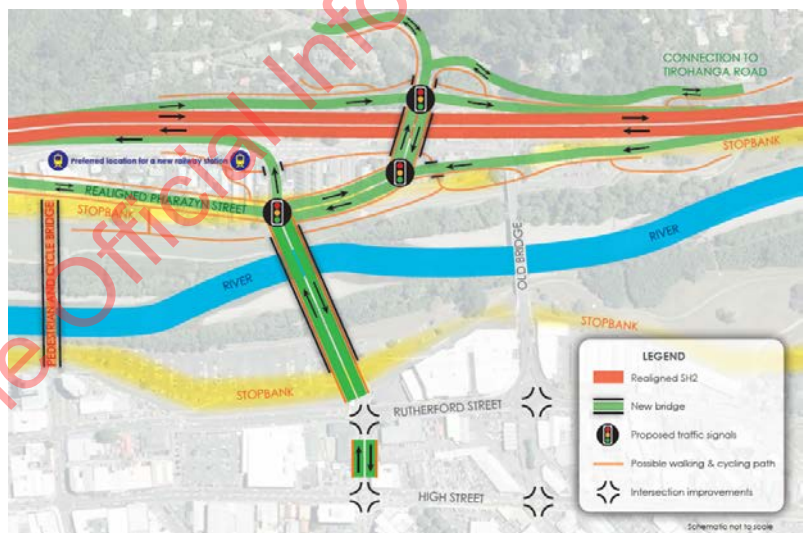 e Official Info
CONNECTION TO
TIROHANGA ROAD
STOPBANK
Preferred location for a new railway station
REALIGNED PHARAZYN STREET
STOPBANK
PEDESTRIAN AND CYCLE BRIDGE
RIVER
RIVER
OLD BRIDGE
STOPBANK
STOPBANK
RUTHERFORD STREET
HIGH STREET
LEGEND
Realigned SH2
New bridge
Proposed traffic signals
Possible walking & cycling path
Intersection improvements
Schematic not to scale